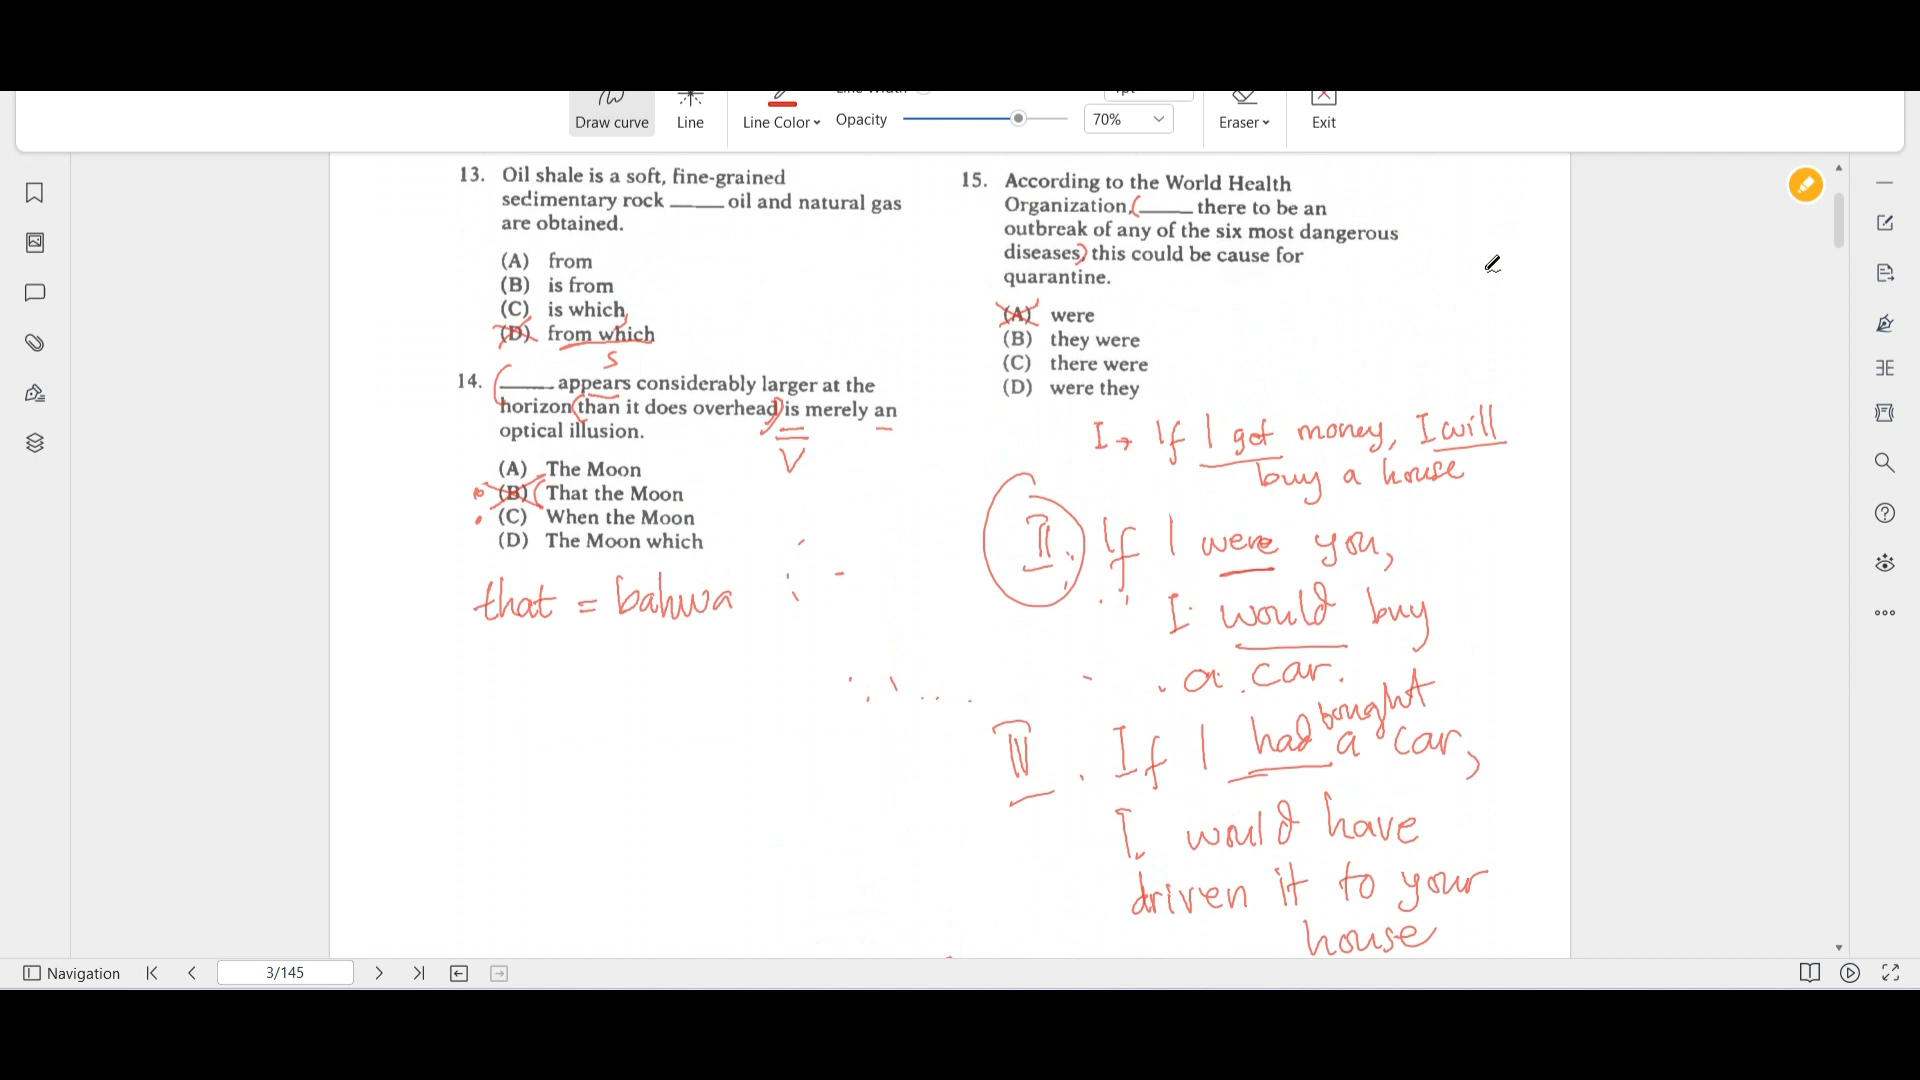 Draw curve
Line
Line Color
Opacity
70%
Eraser
Exit
13. Oil shale is a soft, fine-grained
sedimentary rock _____ oil and natural gas
are obtained.
(A) from
(B) is from
(C) is which
(D) from which
S
14. _____ appears considerably larger at the
horizon than it does overhead is merely an
optical illusion.
V
(A) The Moon
(B) That the Moon
(C) When the Moon
(D) The Moon which
that = bahwa
15. According to the World Health
Organization, _____ there to be an
outbreak of any of the six most dangerous
diseases, this could be cause for
quarantine.
(A) were
(B) they were
(C) there were
(D) were they
I → If I get money, I will
buy a house
II. If I were you,
I would buy
a car.
If I had bought a car,
I would have
driven it to your
house
Navigation
3/145